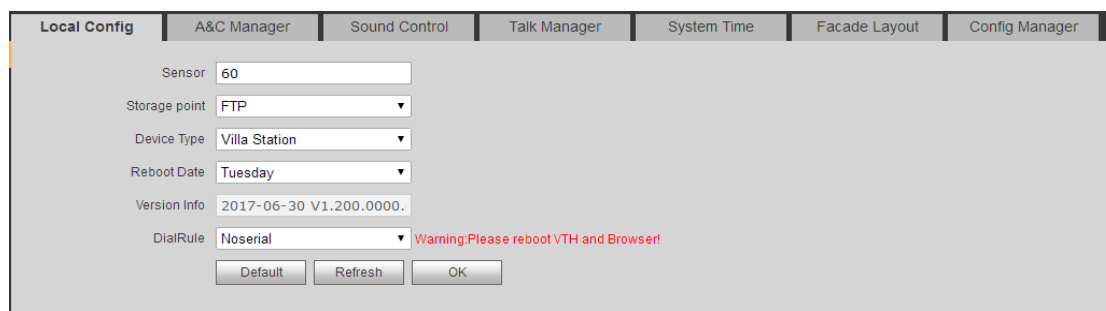 Local Config A&C Manager Sound Control Talk Manager System Time Facade Layout Config Manager
Sensor 60
Storage point FTP
Device Type Villa Station
Reboot Date Tuesday
Version Info 2017-06-30 V1.200.0000.
DialRule Noserial Warning:Please reboot VTH and Browser!
Default Refresh OK